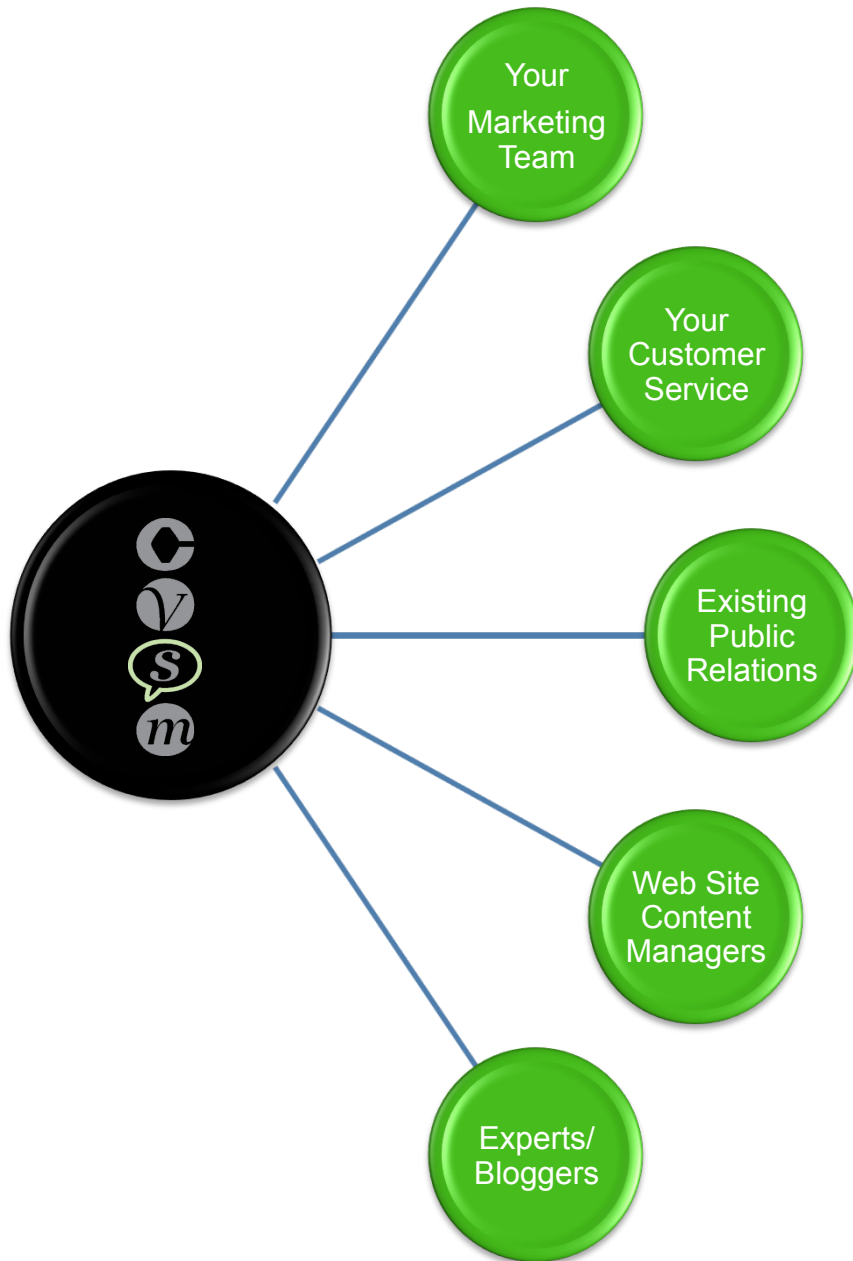 Your
Marketing
Team
Your
Customer
Service
C
v
s
m
Existing
Public
Relations
Web Site
Content
Managers
Experts/
Bloggers